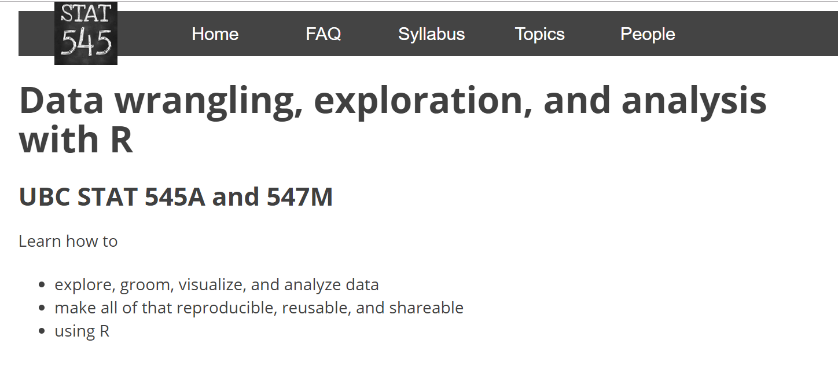 STAT
545
Home FAQ Syllabus Topics People
Data wrangling, exploration, and analysis
with R
UBC STAT 545A and 547M
Learn how to
• explore, groom, visualize, and analyze data
• make all of that reproducible, reusable, and shareable
• using R